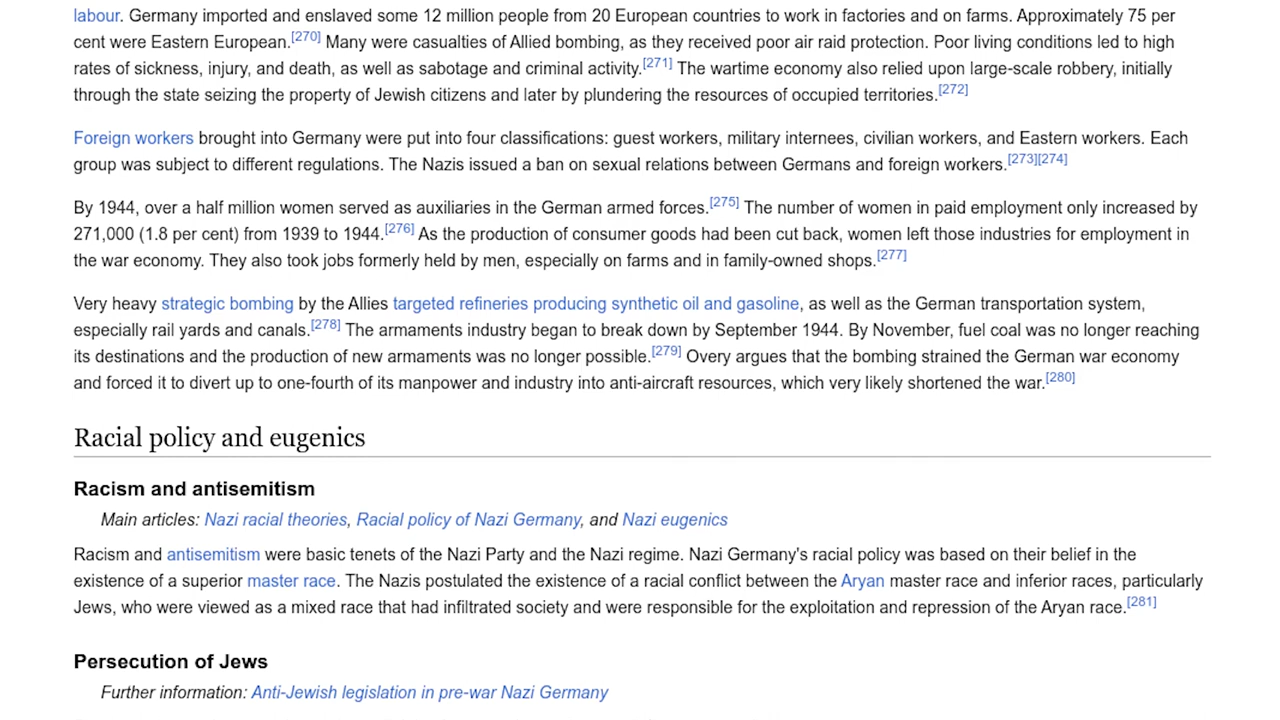 labour. Germany imported and enslaved some 12 million people from 20 European countries to work in factories and on farms. Approximately 75 per
cent were Eastern European.[270] Many were casualties of Allied bombing, as they received poor air raid protection. Poor living conditions led to high
rates of sickness, injury, and death, as well as sabotage and criminal activity.[271] The wartime economy also relied upon large-scale robbery, initially
through the state seizing the property of Jewish citizens and later by plundering the resources of occupied territories.[272]
Foreign workers brought into Germany were put into four classifications: guest workers, military internees, civilian workers, and Eastern workers. Each
group was subject to different regulations. The Nazis issued a ban on sexual relations between Germans and foreign workers.[273][274]
By 1944, over a half million women served as auxiliaries in the German armed forces.[275] The number of women in paid employment only increased by
271,000 (1.8 per cent) from 1939 to 1944.[276] As the production of consumer goods had been cut back, women left those industries for employment in
the war economy. They also took jobs formerly held by men, especially on farms and in family-owned shops.[277]
Very heavy strategic bombing by the Allies targeted refineries producing synthetic oil and gasoline, as well as the German transportation system,
especially rail yards and canals.[278] The armaments industry began to break down by September 1944. By November, fuel coal was no longer reaching
its destinations and the production of new armaments was no longer possible.[279] Overy argues that the bombing strained the German war economy
and forced it to divert up to one-fourth of its manpower and industry into anti-aircraft resources, which very likely shortened the war.[280]
Racial policy and eugenics
Racism and antisemitism
Main articles: Nazi racial theories, Racial policy of Nazi Germany, and Nazi eugenics
Racism and antisemitism were basic tenets of the Nazi Party and the Nazi regime. Nazi Germany's racial policy was based on their belief in the
existence of a superior master race. The Nazis postulated the existence of a racial conflict between the Aryan master race and inferior races, particularly
Jews, who were viewed as a mixed race that had infiltrated society and were responsible for the exploitation and repression of the Aryan race.[281]
Persecution of Jews
Further information: Anti-Jewish legislation in pre-war Nazi Germany